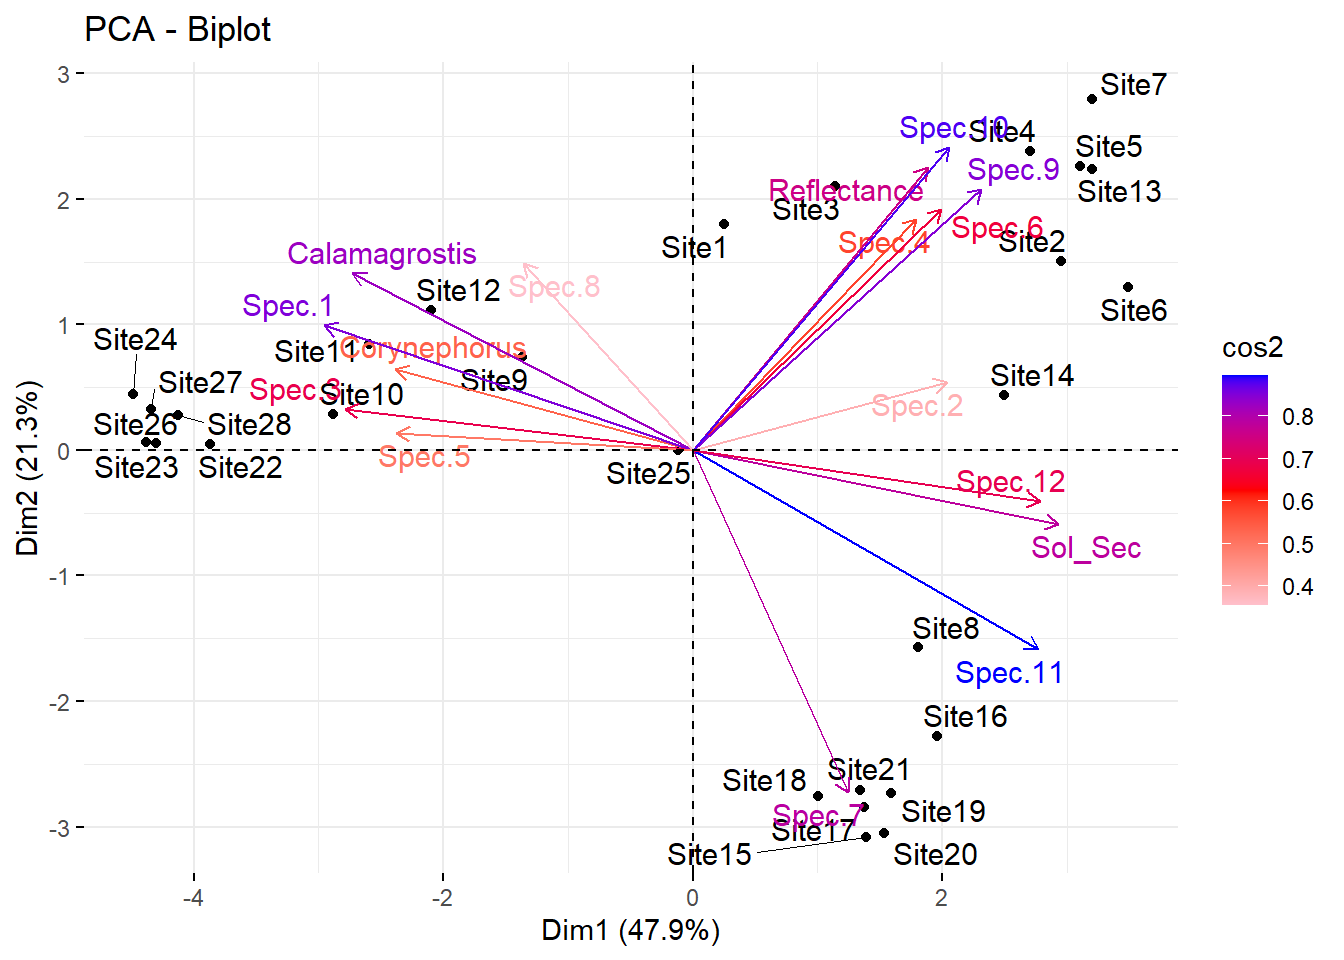 PCA - Biplot
3
Site7
Spec.10
Site4
Site5
Spec.9
Reflectance
Site13
2
Site3
Spec.6
Site1
Spec.4
Site2
Calamagrostis
Site12
Spec.8
Spec.1
Site6
1
Site24
Site11
Corynephorus
cos2
Site27
Site9
Site14
Spec.3
Site10
Spec.2
0.8
Site26
Site28
0
Spec.5
0.7
Site23
Site22
Site25
Spec.12
0.6
Dim2 (21.3%)
Sol_Sec
0.5
-1
0.4
Site8
Spec.11
-2
Site16
Site18
Site21
Spec.7
Site19
-3
Site17
Site15
Site20
-4
-2
0
2
Dim1 (47.9%)